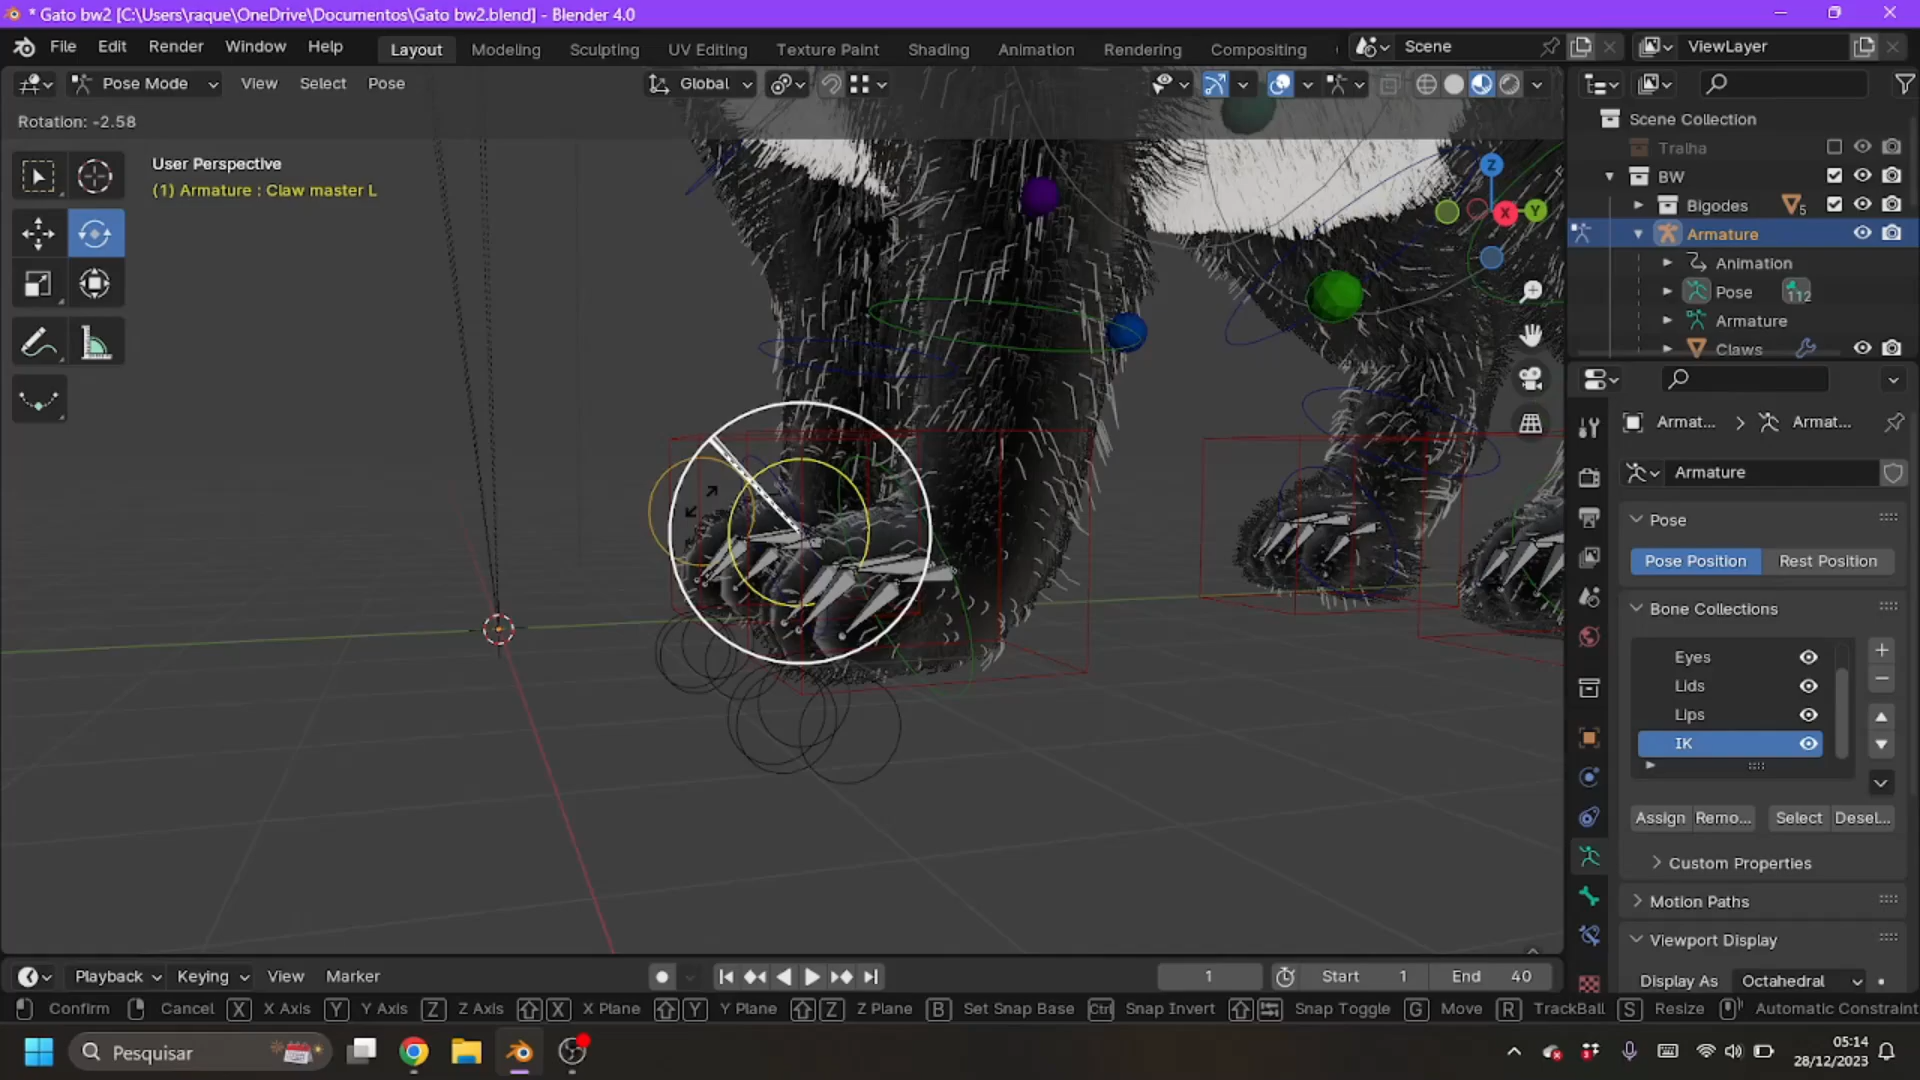 * Gato bw2 [C:\Users\raque\OneDrive\Documentos\Gato bw2.blend] - Blender 4.0
File Edit Render Window Help Layout Modeling Sculpting UV Editing Texture Paint Shading Animation Rendering Compositing Scene ViewLayer
Pose Mode View Select Pose Global
Rotation: -2.58
User Perspective
(1) Armature : Claw master L
Z
X
Y
Scene Collection
Tralha
BW
Bigodes 5
Armature
Animation
Pose 112
Armature
Claws
Armat... > Armat...
Armature
Pose
Pose Position Rest Position
Bone Collections
Eyes
Lids
Lips
IK
Assign Remo... Select Desel...
Custom Properties
Motion Paths
Viewport Display
Display As Octahedral
Playback Keying View Marker 1 Start 1 End 40
Confirm Cancel X X Axis Y Y Axis Z Z Axis X X Plane Y Y Plane Z Z Plane B Set Snap Base Ctrl Snap Invert Snap Toggle G Move R TrackBall S Resize Automatic Constraint
Pesquisar
05:14
28/12/2023